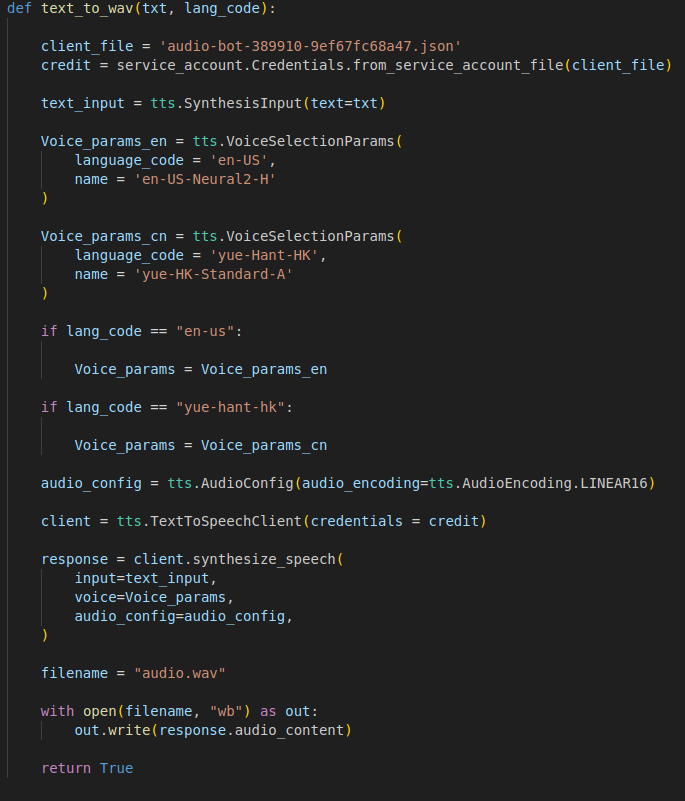 def text_to_wav(txt, lang_code):
client_file = 'audio-bot-389910-9ef67fc68a47.json'
credit = service_account.Credentials.from_service_account_file(client_file)
text_input = tts.SynthesisInput(text=txt)
Voice_params_en = tts.VoiceSelectionParams(
language_code = 'en-US',
name = 'en-US-Neural2-H'
)
Voice_params_cn = tts.VoiceSelectionParams(
language_code = 'yue-Hant-HK',
name = 'yue-HK-Standard-A'
)
if lang_code == "en-us":
Voice_params = Voice_params_en
if lang_code == "yue-hant-hk":
Voice_params = Voice_params_cn
audio_config = tts.AudioConfig(audio_encoding=tts.AudioEncoding.LINEAR16)
client = tts.TextToSpeechClient(credentials = credit)
response = client.synthesize_speech(
input=text_input,
voice=Voice_params,
audio_config=audio_config,
)
filename = "audio.wav"
with open(filename, "wb") as out:
out.write(response.audio_content)
return True